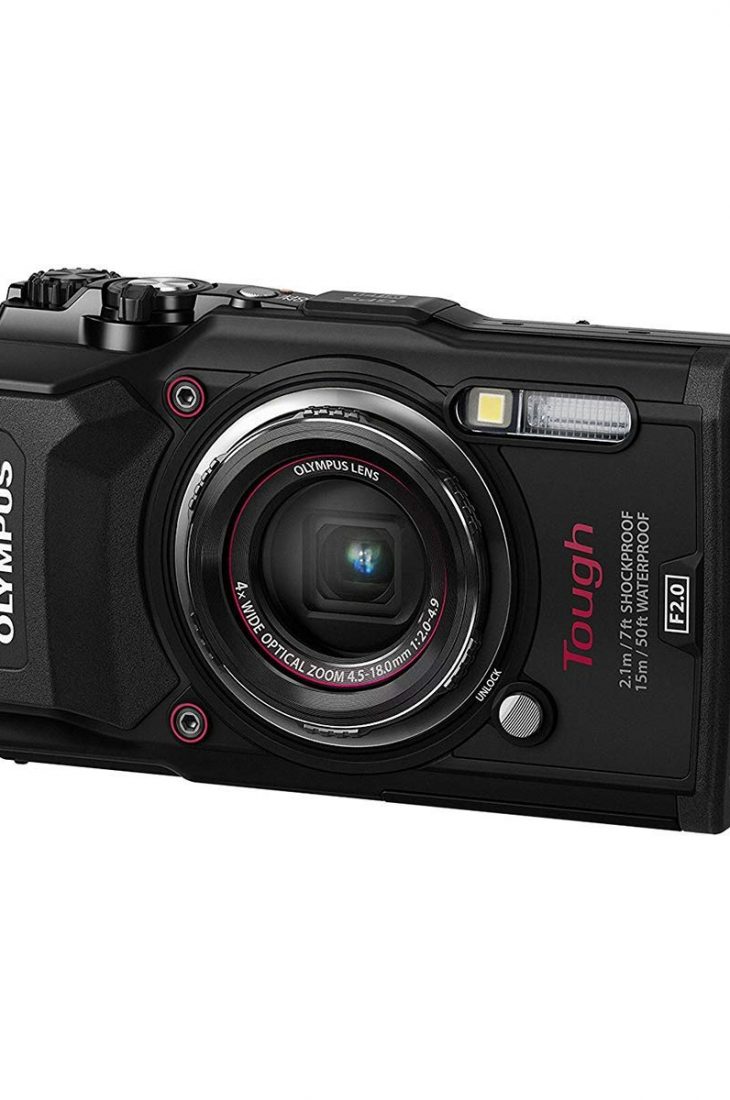 OLYMPUS
GPS
OLYMPUS LENS
4x WIDE OPTICAL ZOOM 4.5-18.0mm 1:2.0-4.9
UNLOCK
Tough
2.1m / 7ft SHOCKPROOF
15m / 50ft WATERPROOF
F2.0